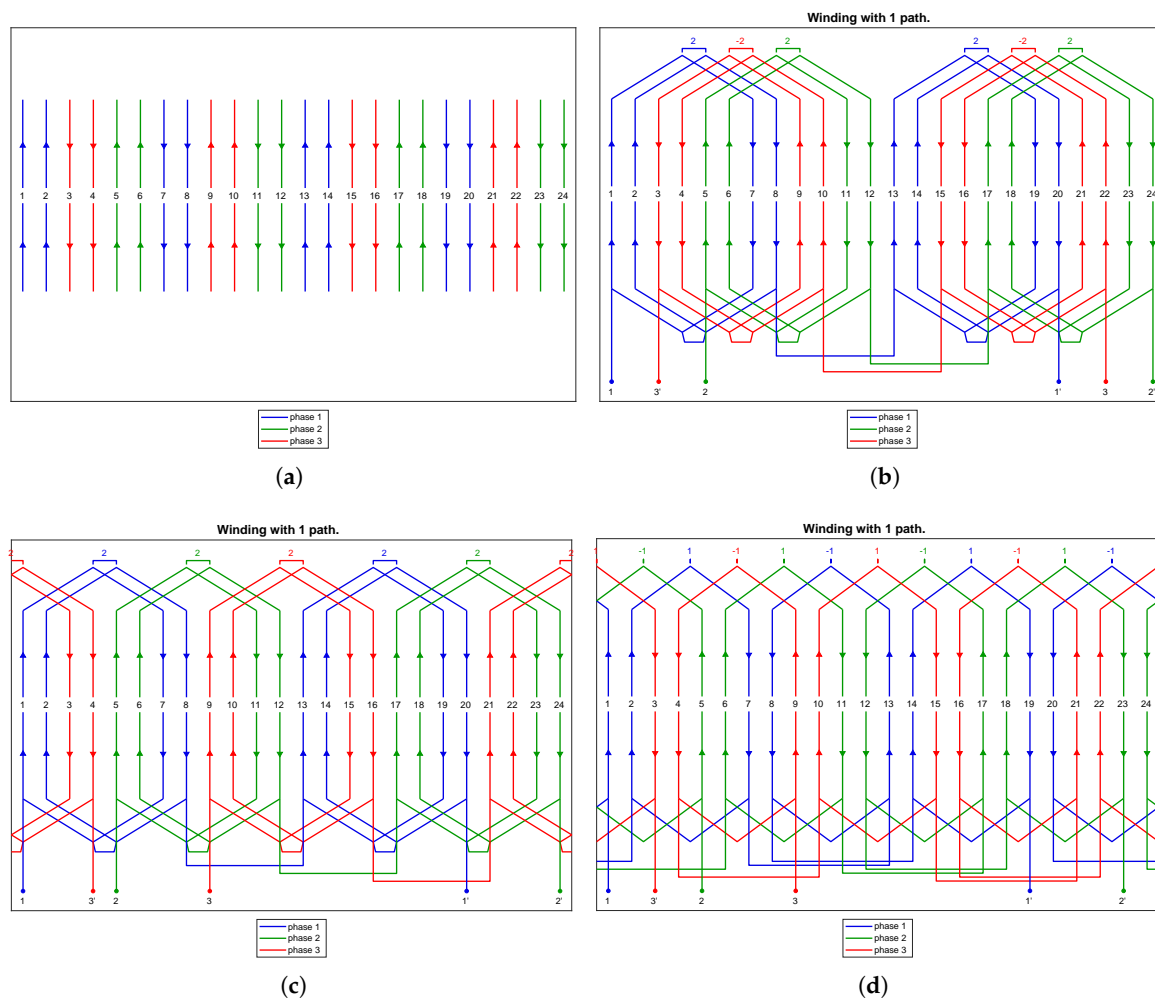 Winding with 1 path.
2 -2 2 2 -2 2
1 2 3 4 5 6 7 8 9 10 11 12 13 14 15 16 17 18 19 20 21 22 23 24
1 2 3 4 5 6 7 8 9 10 11 12 13 14 15 16 17 18 19 20 21 22 23 24
1 3' 2 1' 3 2'
phase 1
phase 2
phase 3
phase 1
phase 2
phase 3
(a)
(b)
Winding with 1 path.
Winding with 1 path.
2 2 2 2 2 2 2
1 -1 1 -1 1 -1 1 -1 1 -1 1 -1
1 2 3 4 5 6 7 8 9 10 11 12 13 14 15 16 17 18 19 20 21 22 23 24
1 2 3 4 5 6 7 8 9 10 11 12 13 14 15 16 17 18 19 20 21 22 23 24
1 3' 2 3 1' 2'
1 3' 2 3 1' 2'
phase 1
phase 2
phase 3
phase 1
phase 2
phase 3
(c)
(d)